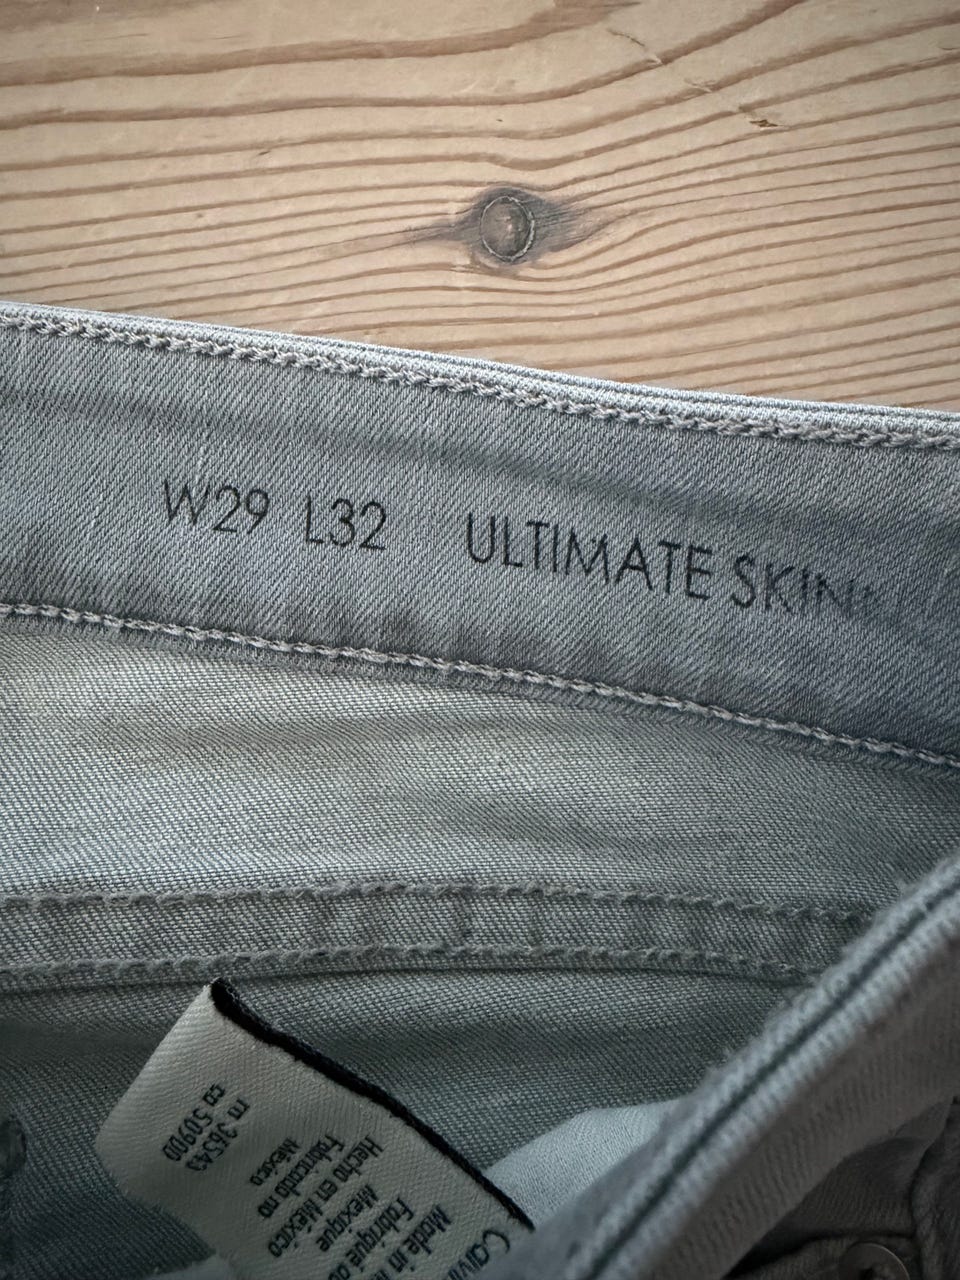 W29 L32 ULTIMATE SKIN
Made in
Fabriqué au
Mexique
Hecho en México
Fabricado no
México
rn 36543
ca 50900